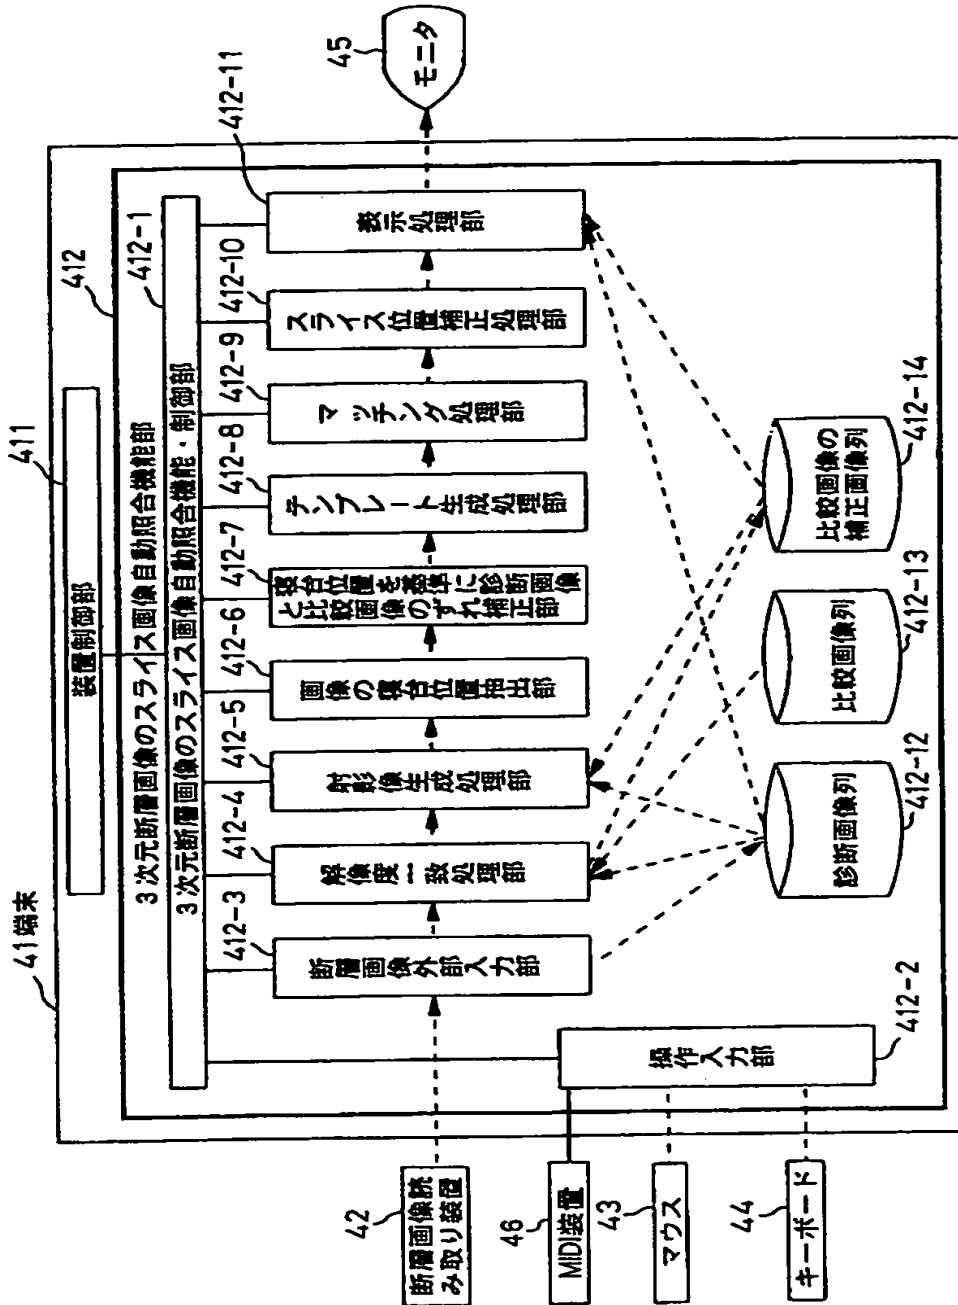 41端末
411
装置制御部
412
3次元断層画像のスライス画像自動照合機能部
412-1
3次元断層画像のスライス画像自動照合機能・制御部
412-3
断層画像外部入力部
412-4
解像度一致処理部
412-5
射影像生成処理部
412-6
画像の寝台位置抽出部
412-7
寝台位置を基準に診断画像
と比較画像のずれ補正部
412-8
テンプレート生成処理部
412-9
マッチング処理部
412-10
スライス位置補正処理部
412-11
表示処理部
45
モニタ
42
断層画像読
み取り装置
46
MIDI装置
43
マウス
44
キーボード
操作入力部
412-2
診断画像列
412-12
比較画像列
412-13
比較画像の
補正画像列
412-14